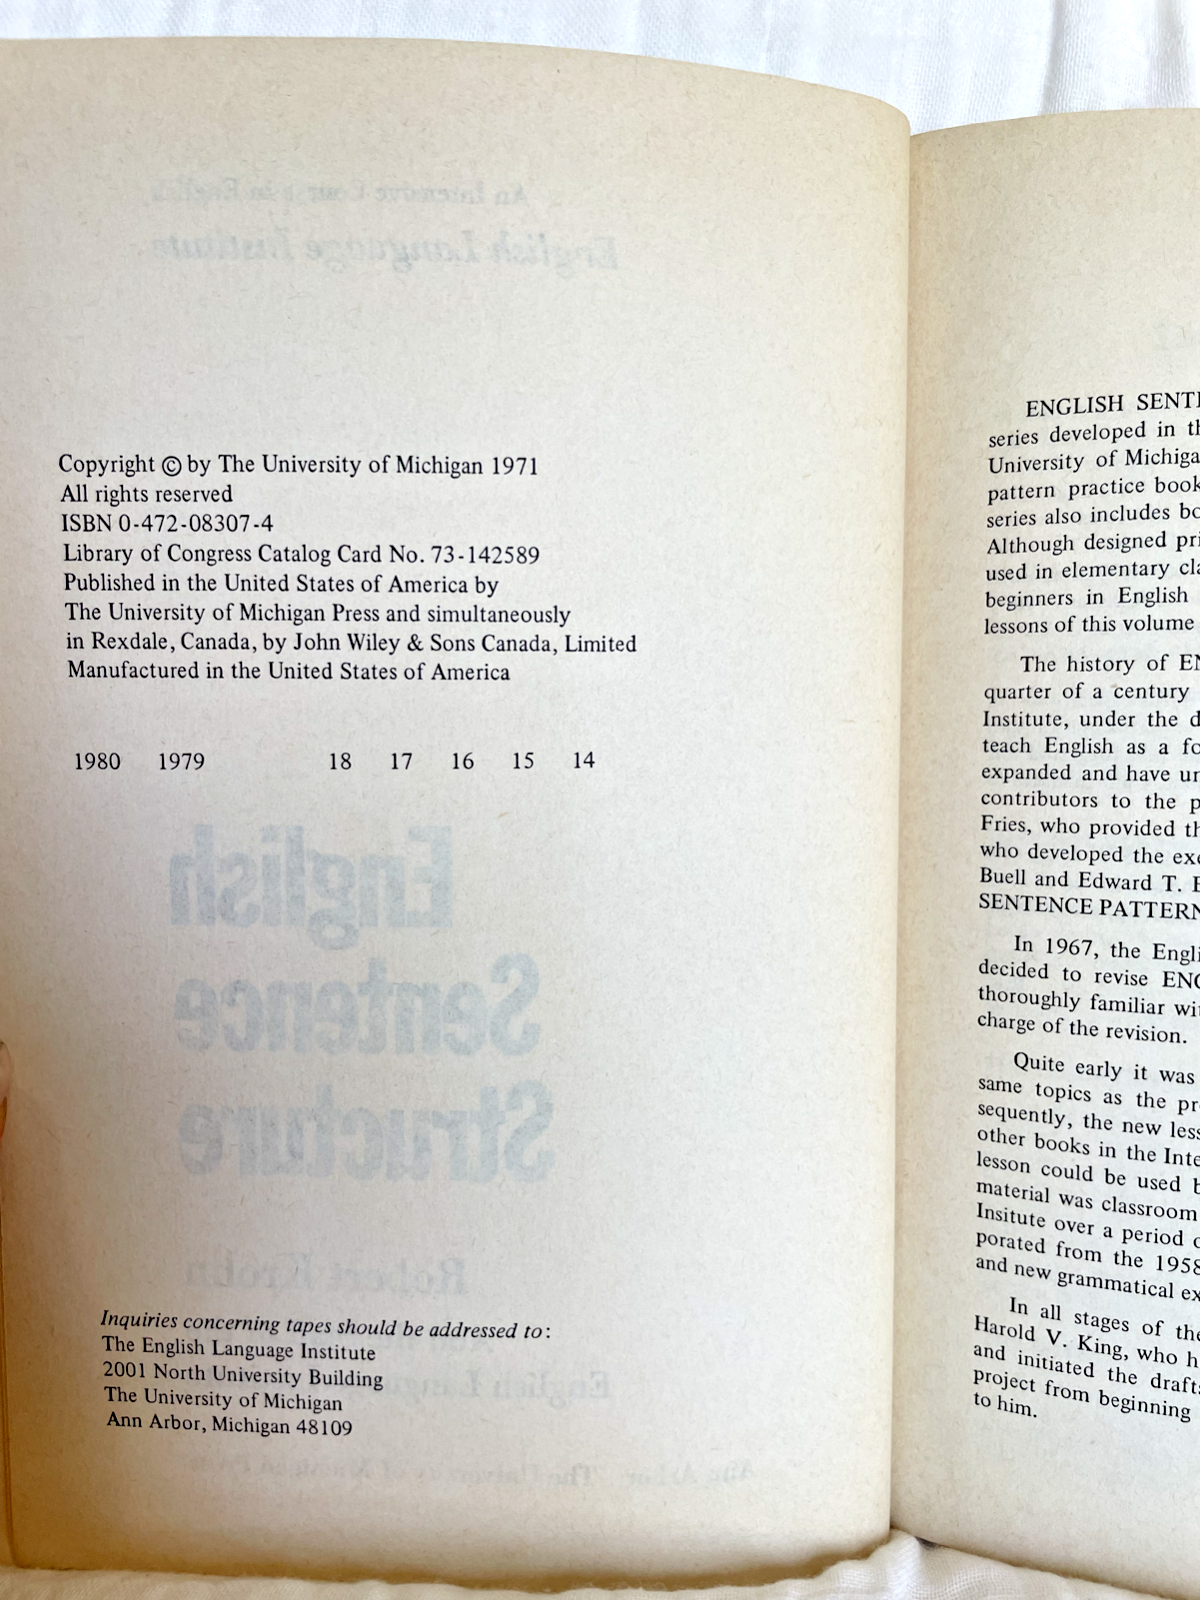 Copyright © by The University of Michigan 1971
All rights reserved
ISBN 0-472-08307-4
Library of Congress Catalog Card No. 73-142589
Published in the United States of America by
The University of Michigan Press and simultaneously
in Rexdale, Canada, by John Wiley & Sons Canada, Limited
Manufactured in the United States of America
1980 1979 18 17 16 15 14
English
Sentence
Structure
Inquiries concerning tapes should be addressed to:
The English Language Institute
2001 North University Building
The University of Michigan
Ann Arbor, Michigan 48109
ENGLISH SENT
series developed in th
University of Michiga
pattern practice book
series also includes bo
Although designed pri
used in elementary cla
beginners in English
lessons of this volume
The history of EN
quarter of a century
Institute, under the d
teach English as a fo
expanded and have un
contributors to the p
Fries, who provided th
who developed the exe
Buell and Edward T.
SENTENCE PATTERN
In 1967, the Engli
decided to revise ENG
thoroughly familiar wit
charge of the revision.
Quite early it was
same topics as the pr
sequently, the new less
other books in the Inte
lesson could be used b
material was classroom
Insitute over a period
porated from the 1958
and new grammatical ex
In all stages of the
Harold V. King, who h
and initiated the draft
project from beginning
to him.